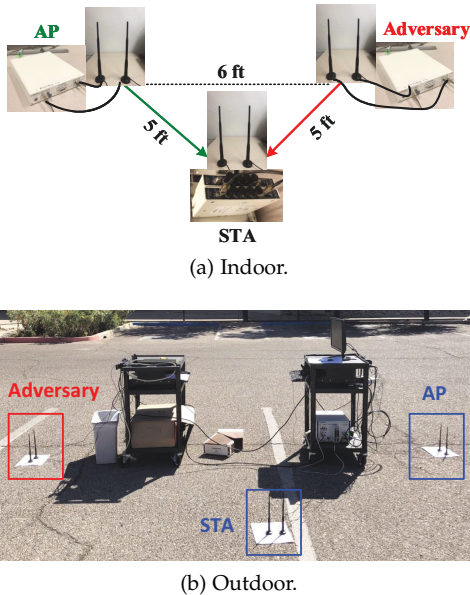 AP
Adversary
6 ft
5 ft
5 ft
STA
(a) Indoor.
Adversary
AP
STA
(b) Outdoor.